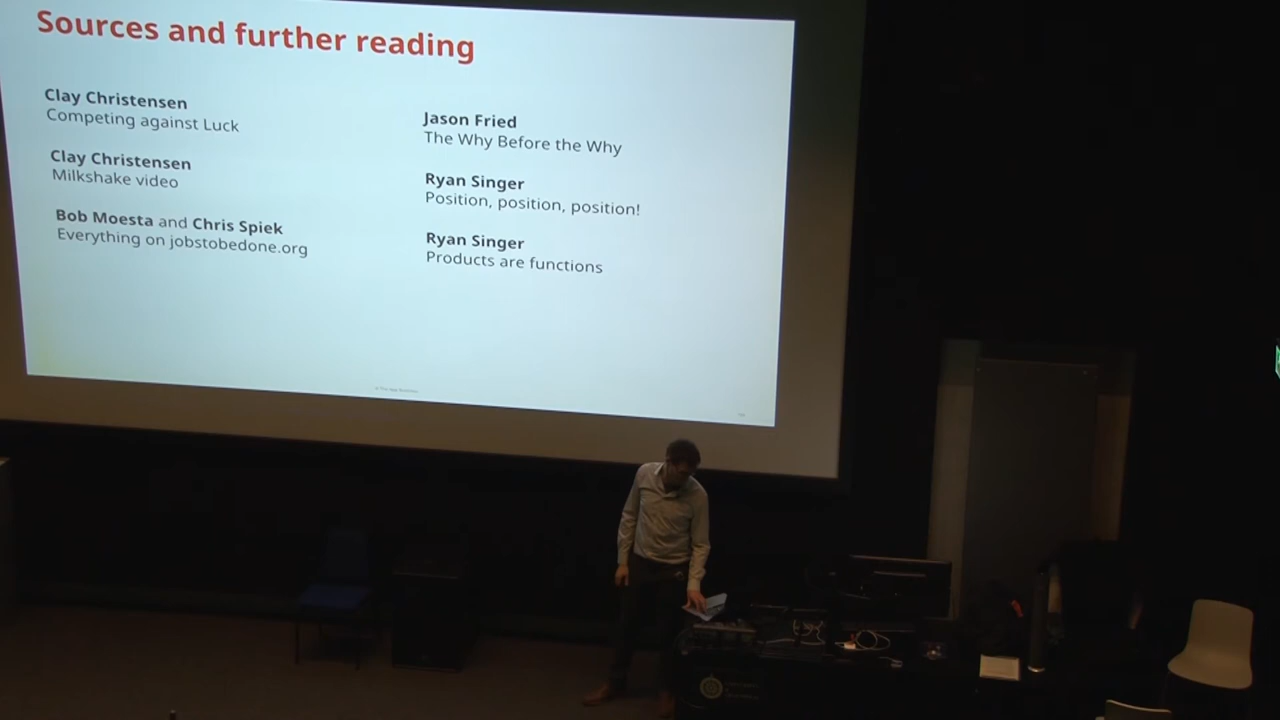 Sources and further reading
Clay Christensen
Competing against Luck
Clay Christensen
Milkshake video
Bob Moesta and Chris Spiek
Everything on jobstobedone.org
Jason Fried
The Why Before the Why
Ryan Singer
Position, position, position!
Ryan Singer
Products are functions